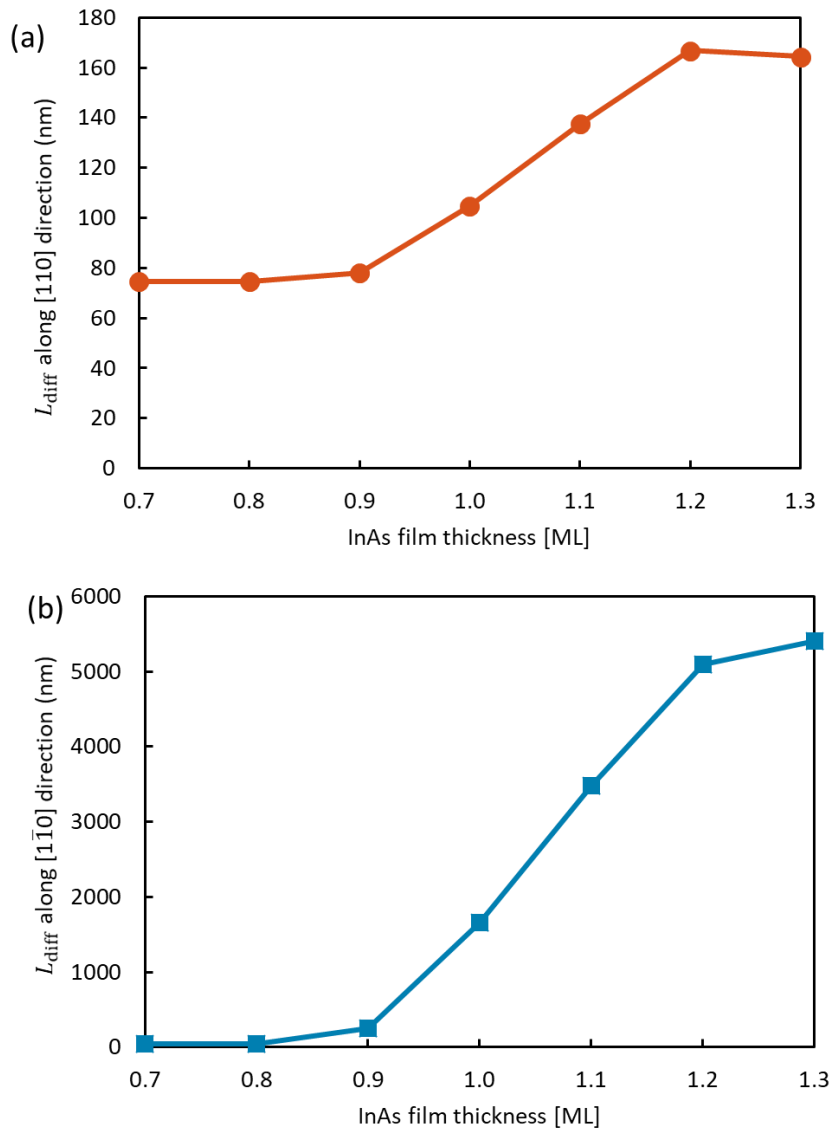 (a)
180
160
140
120
100
80
60
40
20
0
L_diff along [110] direction (nm)
0.7 0.8 0.9 1.0 1.1 1.2 1.3
InAs film thickness [ML]
(b)
6000
5000
4000
3000
2000
1000
0
L_diff along [11̄0] direction (nm)
0.7 0.8 0.9 1.0 1.1 1.2 1.3
InAs film thickness [ML]